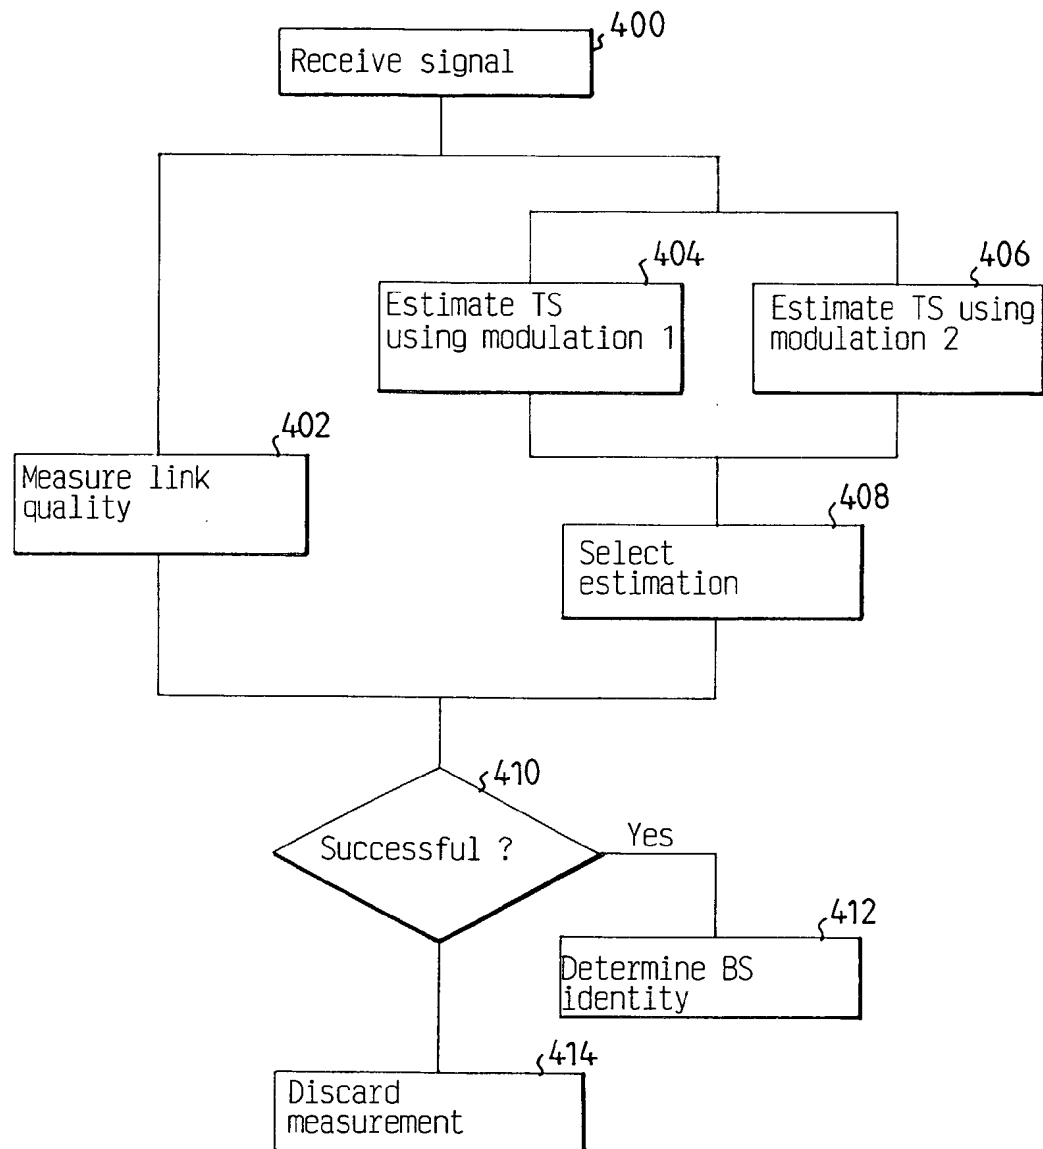 400
Receive signal
404
406
Estimate TS
using modulation 1
Estimate TS using
modulation 2
402
Measure link
quality
408
Select
estimation
410
Successful ?
Yes
412
Determine BS
identity
414
Discard
measurement